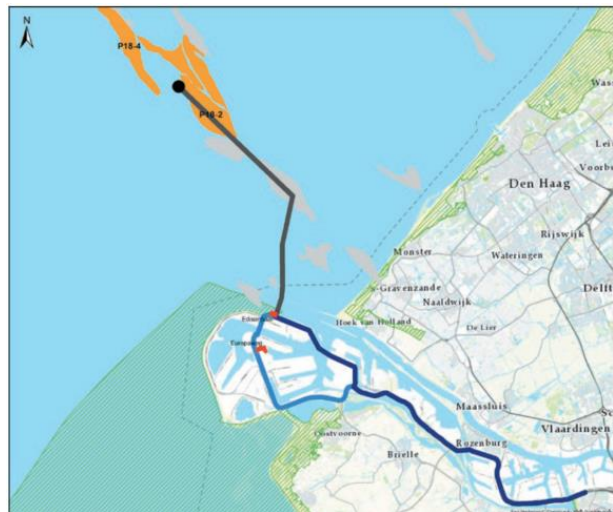 N
P18-4
P18-2
Den Haag
Rijswijk
Monster
Wateringen
's-Gravenzande
Naaldwijk
Delft
Hoek van Holland
De Lier
Maassluis
Vlaardingen
Oostvoorne
Rozenburg
Brielle